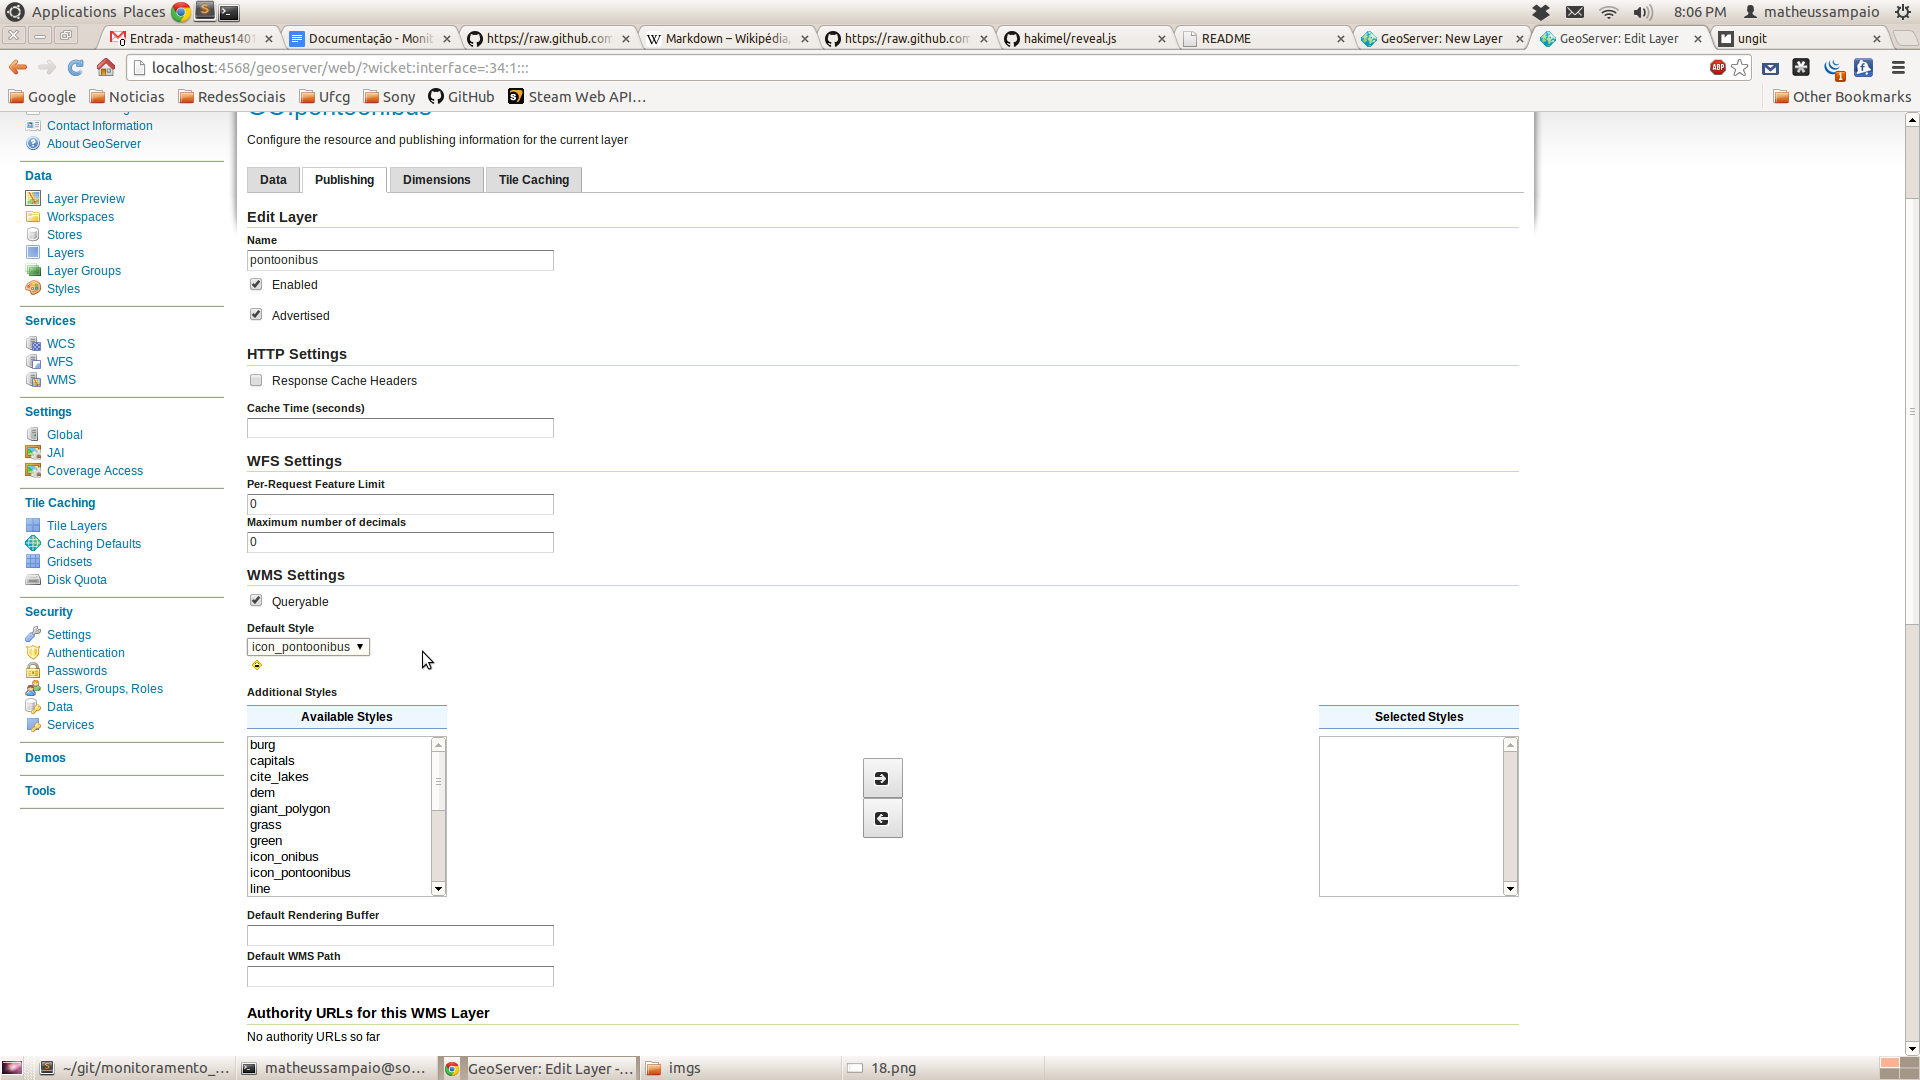 Applications Places
8:06 PM matheussampaio
Entrada - matheus1401
Documentação - Monit
https://raw.github.com
Markdown – Wikipédia,
https://raw.github.com
hakimel/reveal.js
README
GeoServer: New Layer
GeoServer: Edit Layer
ungit
localhost:4568/geoserver/web/?wicket:interface=:34:1:::
ABP
1
Google
Noticias
RedesSociais
Ufcg
Sony
GitHub
Steam Web API...
Other Bookmarks
Contact Information
About GeoServer
Data
Layer Preview
Workspaces
Stores
Layers
Layer Groups
Styles
Services
WCS
WFS
WMS
Settings
Global
JAI
Coverage Access
Tile Caching
Tile Layers
Caching Defaults
Gridsets
Disk Quota
Security
Settings
Authentication
Passwords
Users, Groups, Roles
Data
Services
Demos
Tools
Configure the resource and publishing information for the current layer
Data Publishing Dimensions Tile Caching
Edit Layer
Name
pontoonibus
Enabled
Advertised
HTTP Settings
Response Cache Headers
Cache Time (seconds)
WFS Settings
Per-Request Feature Limit
0
Maximum number of decimals
0
WMS Settings
Queryable
Default Style
icon_pontoonibus
Additional Styles
Available Styles
burg
capitals
cite_lakes
dem
giant_polygon
grass
green
icon_onibus
icon_pontoonibus
line
Selected Styles
Default Rendering Buffer
Default WMS Path
Authority URLs for this WMS Layer
No authority URLs so far
~/git/monitoramento_...
matheussampaio@so...
GeoServer: Edit Layer -...
imgs
18.png